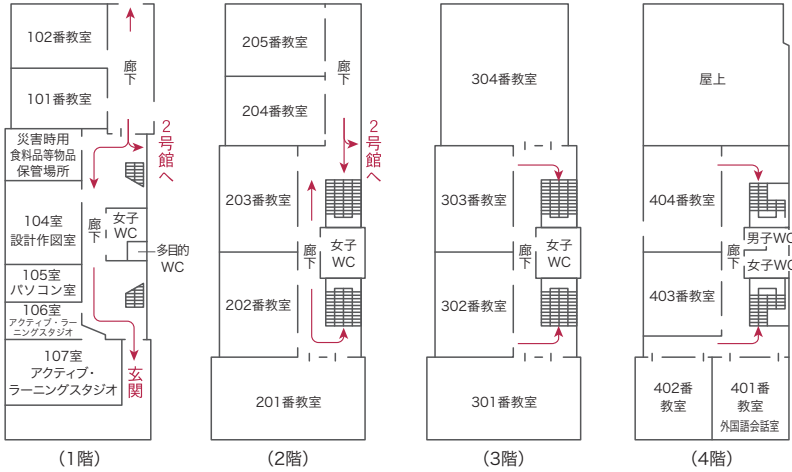 102番教室
廊下
101番教室
2号館へ
災害時用
食料品等物品
保管場所
104室
設計作図室
廊下
女子
WC
多目的
WC
105室
パソコン室
106室
アクティブ・ラー
ニングスタジオ
107室
アクティブ・
ラーニングスタジオ
玄関
(1階)
205番教室
廊下
204番教室
2号館へ
203番教室
廊下
女子
WC
202番教室
201番教室
(2階)
304番教室
303番教室
廊下
女子
WC
302番教室
301番教室
(3階)
屋上
404番教室
廊下
男子WC
女子WC
403番教室
402番
教室
401番
教室
外国語会話室
(4階)